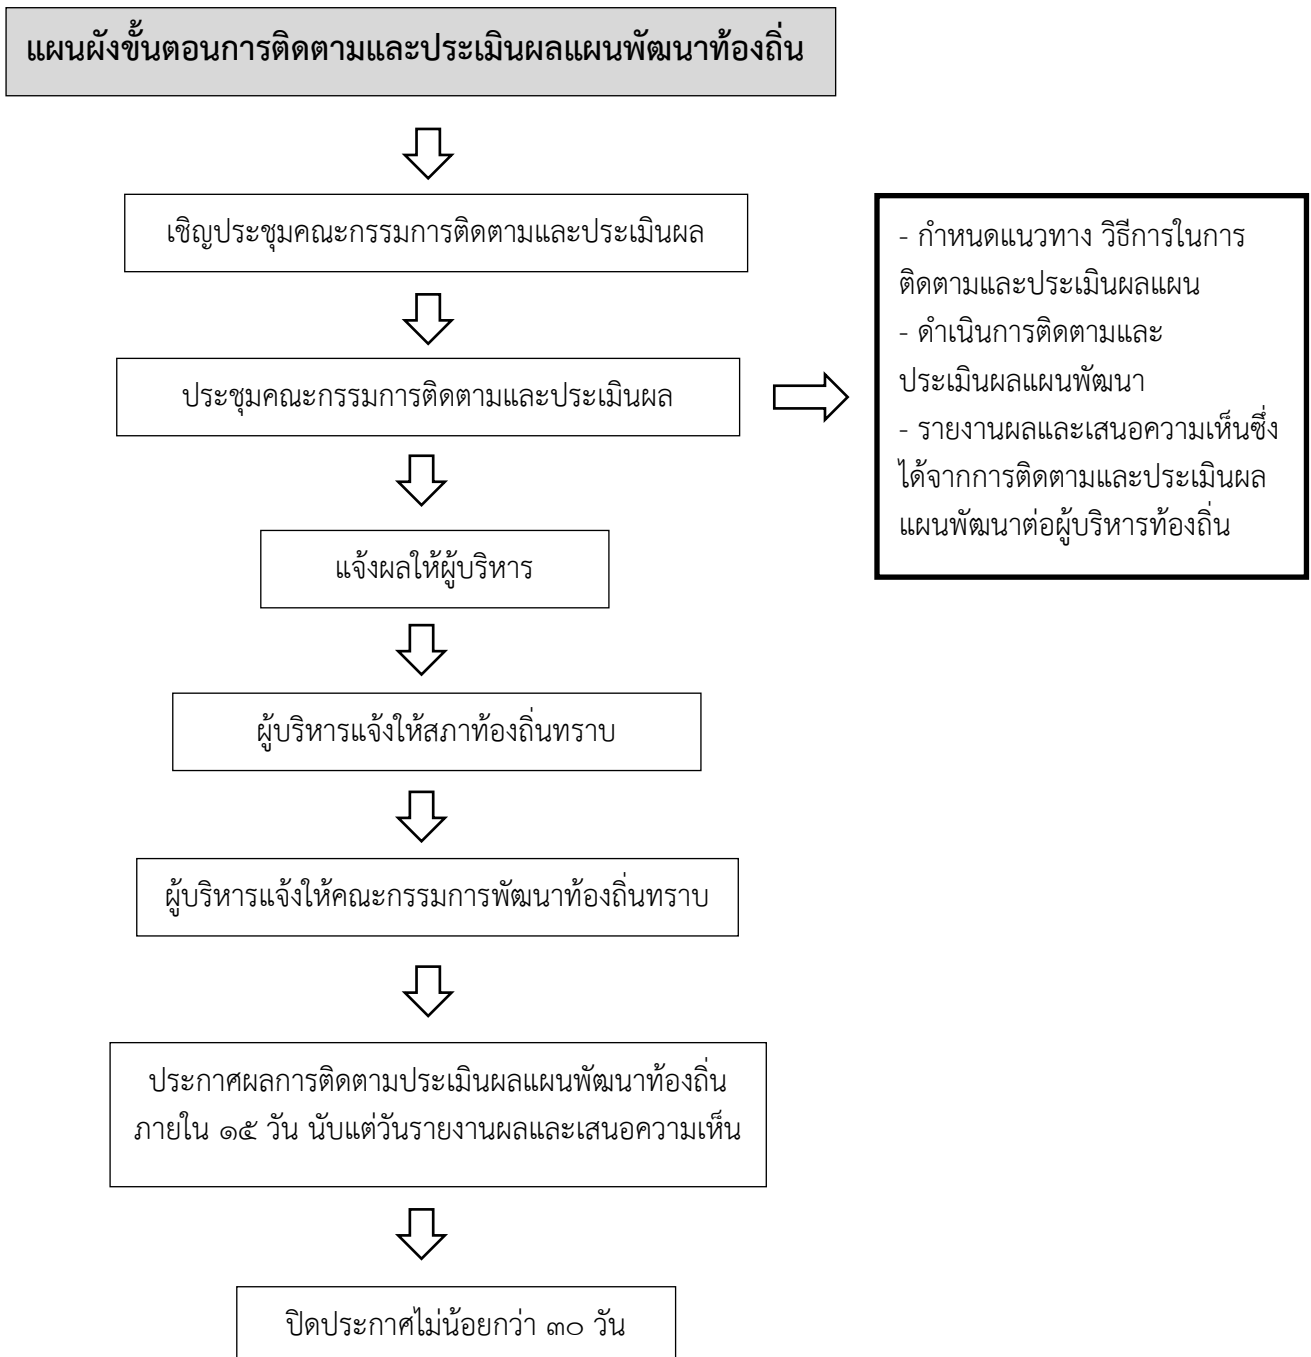 แผนผังขั้นตอนการติดตามและประเมินผลแผนพัฒนาท้องถิ่น
เชิญประชุมคณะกรรมการติดตามและประเมินผล
ประชุมคณะกรรมการติดตามและประเมินผล
- กำหนดแนวทาง วิธีการในการ
ติดตามและประเมินผลแผน
- ดำเนินการติดตามและ
ประเมินผลแผนพัฒนา
- รายงานผลและเสนอความเห็นซึ่ง
ได้จากการติดตามและประเมินผล
แผนพัฒนาต่อผู้บริหารท้องถิ่น
แจ้งผลให้ผู้บริหาร
ผู้บริหารแจ้งให้สภาท้องถิ่นทราบ
ผู้บริหารแจ้งให้คณะกรรมการพัฒนาท้องถิ่นทราบ
ประกาศผลการติดตามประเมินผลแผนพัฒนาท้องถิ่น
ภายใน ๑๕ วัน นับแต่วันรายงานผลและเสนอความเห็น
ปิดประกาศไม่น้อยกว่า ๓๐ วัน